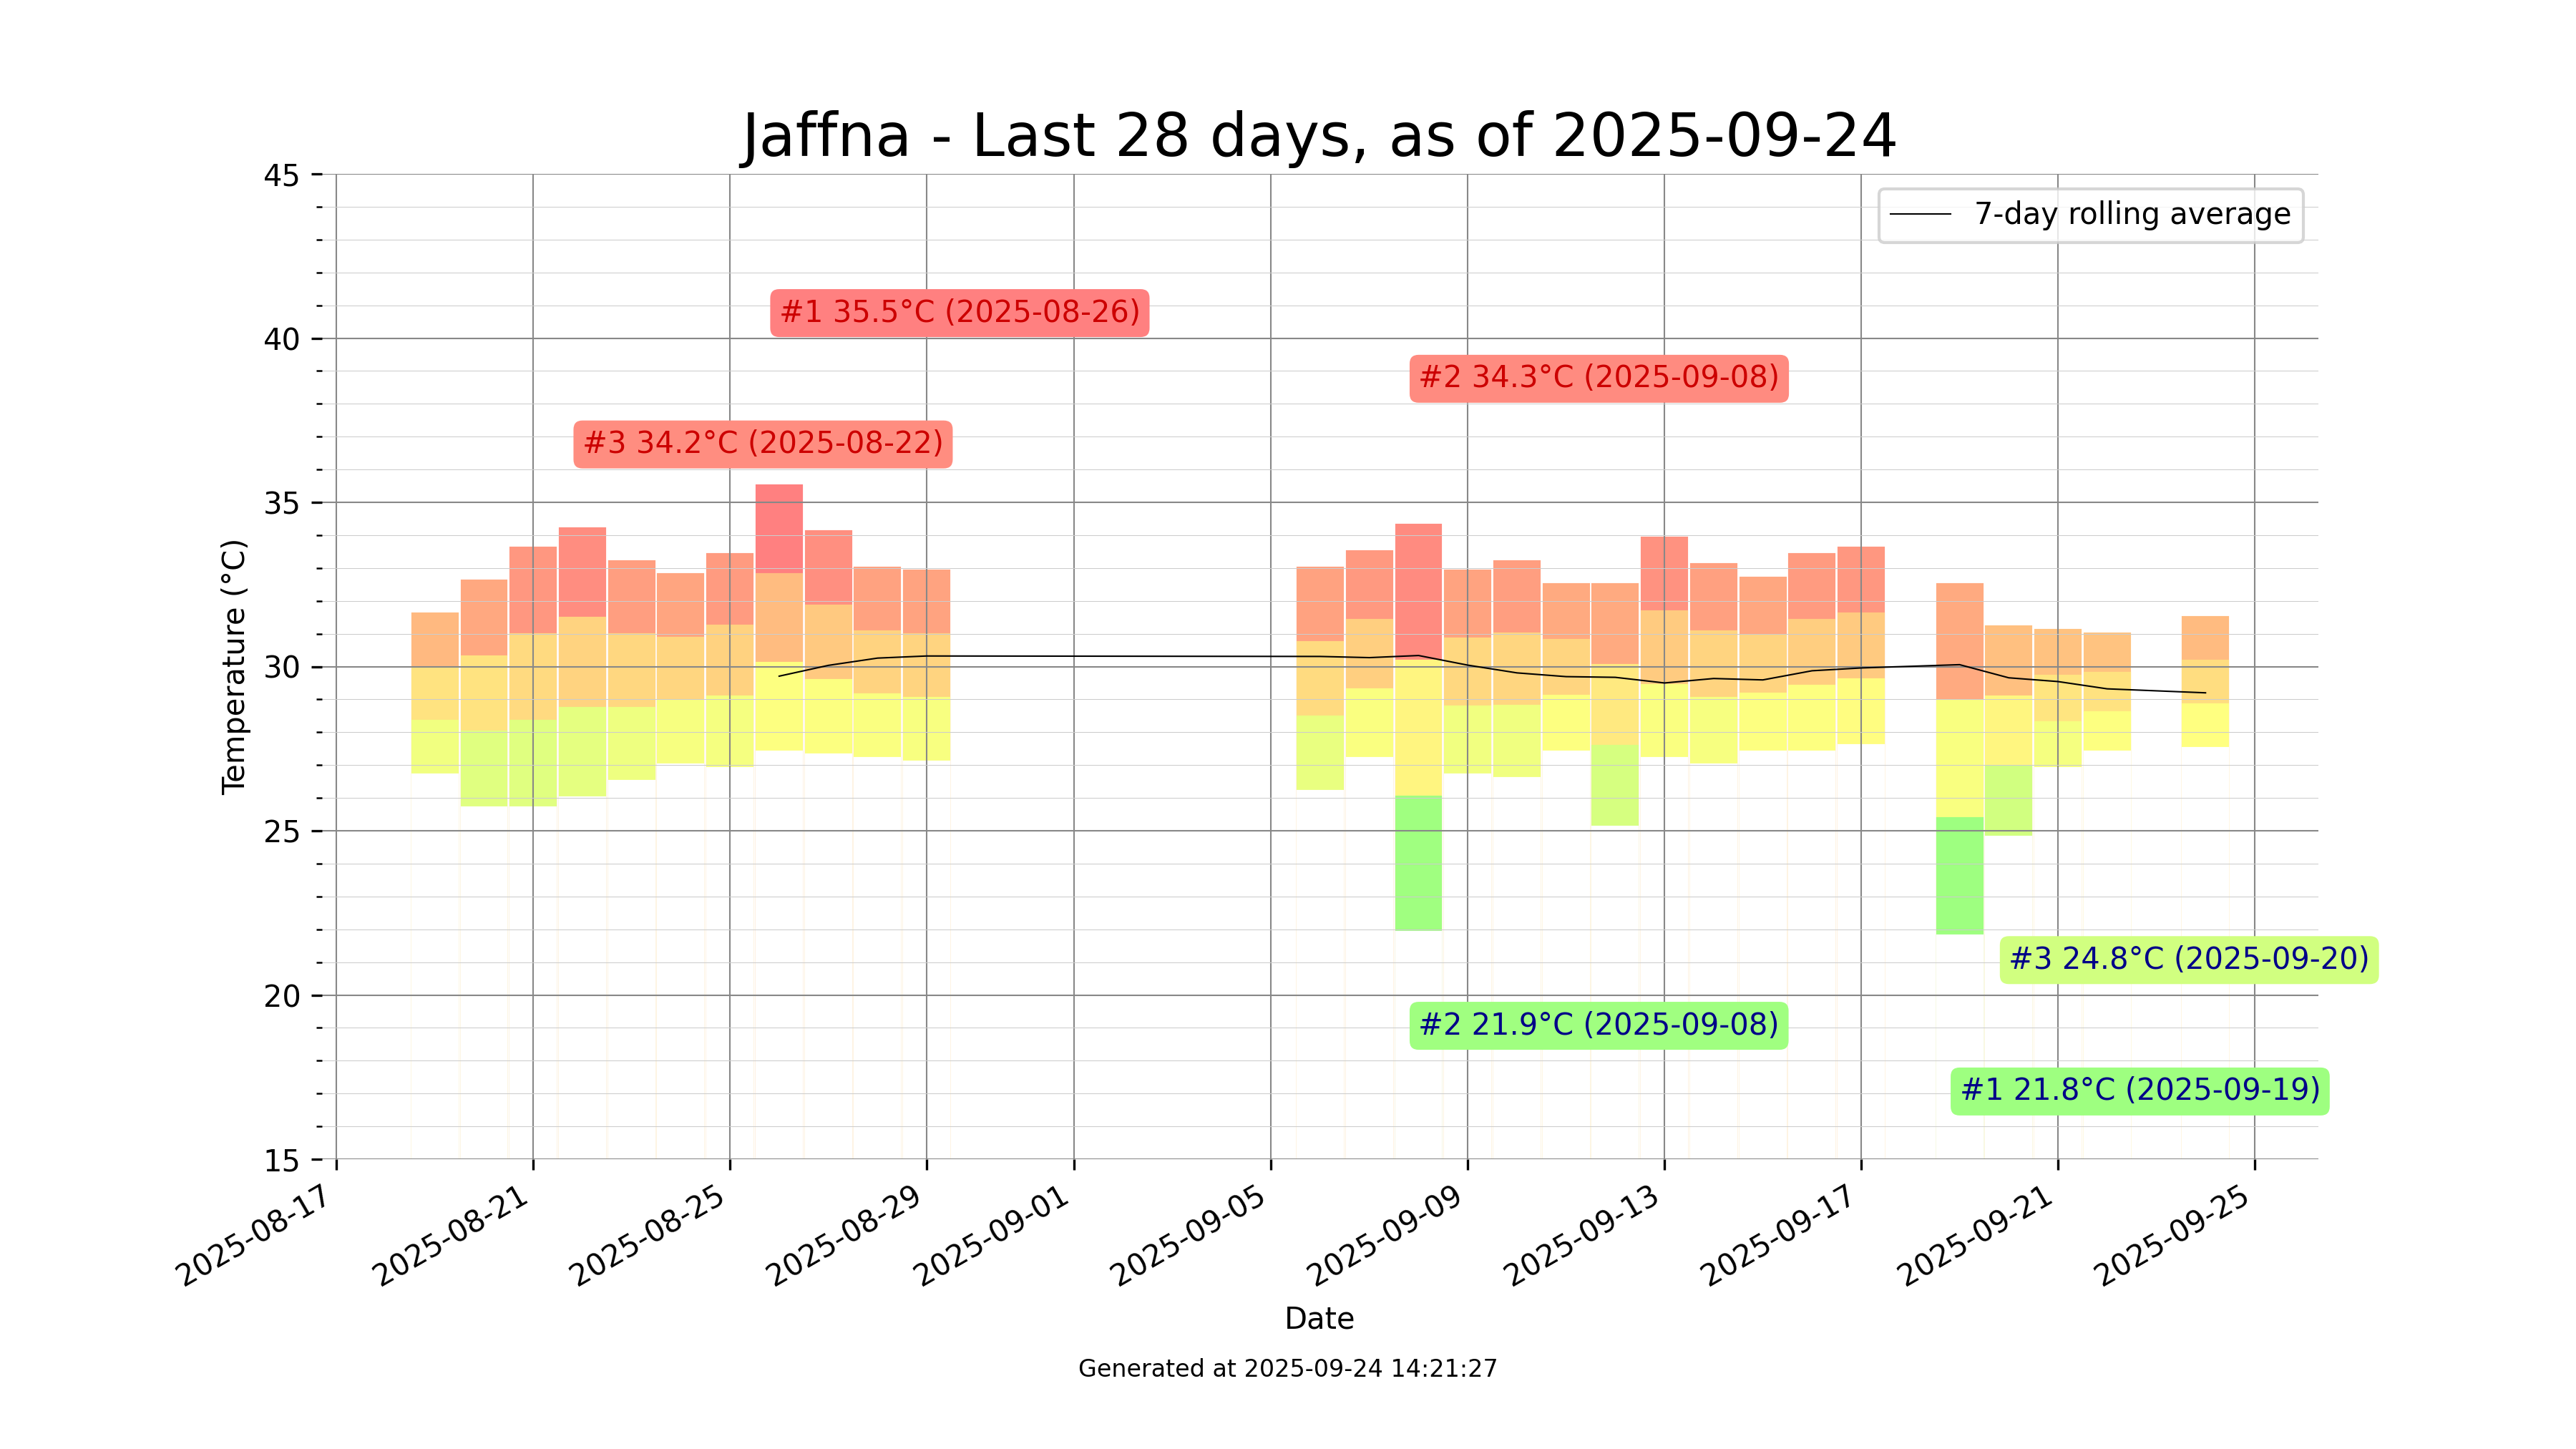 Jaffna - Last 28 days, as of 2025-09-24
45
7-day rolling average
#1 35.5°C (2025-08-26)
40
#2 34.3°C (2025-09-08)
#3 34.2°C (2025-08-22)
35
Temperature (°C)
30
25
#3 24.8°C (2025-09-20)
20
#2 21.9°C (2025-09-08)
#1 21.8°C (2025-09-19)
15
2025-08-17
2025-08-21
2025-08-25
2025-08-29
2025-09-01
2025-09-05
2025-09-09
2025-09-13
2025-09-17
2025-09-21
2025-09-25
Date
Generated at 2025-09-24 14:21:27